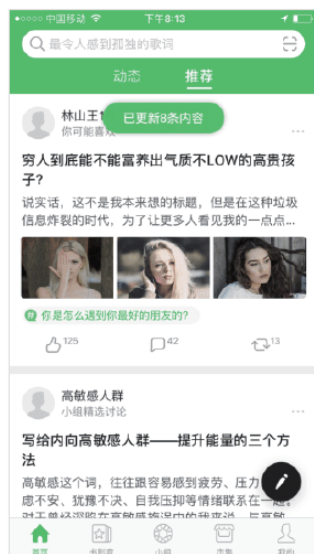 中国移动
下午8:13
最令人感到孤独的歌词
动态
推荐
林山王
已更新8条内容
你可能喜欢
穷人到底能不能富养出气质不LOW的高贵孩
子?
说实话，这不是我本来想的标题，但是在这种垃圾
信息炸裂的时代，为了让更多人看见我的一点点...
荐
你是怎么遇到你最好的朋友的?
125
42
13
高敏感人群
小组精选讨论
写给内向高敏感人群——提升能量的三个方
法
高敏感这个词，往往跟容易感到疲劳、压力
虑不安、犹豫不决、自我压抑等情绪联系在一
首页
书影音
小组
市集
我的